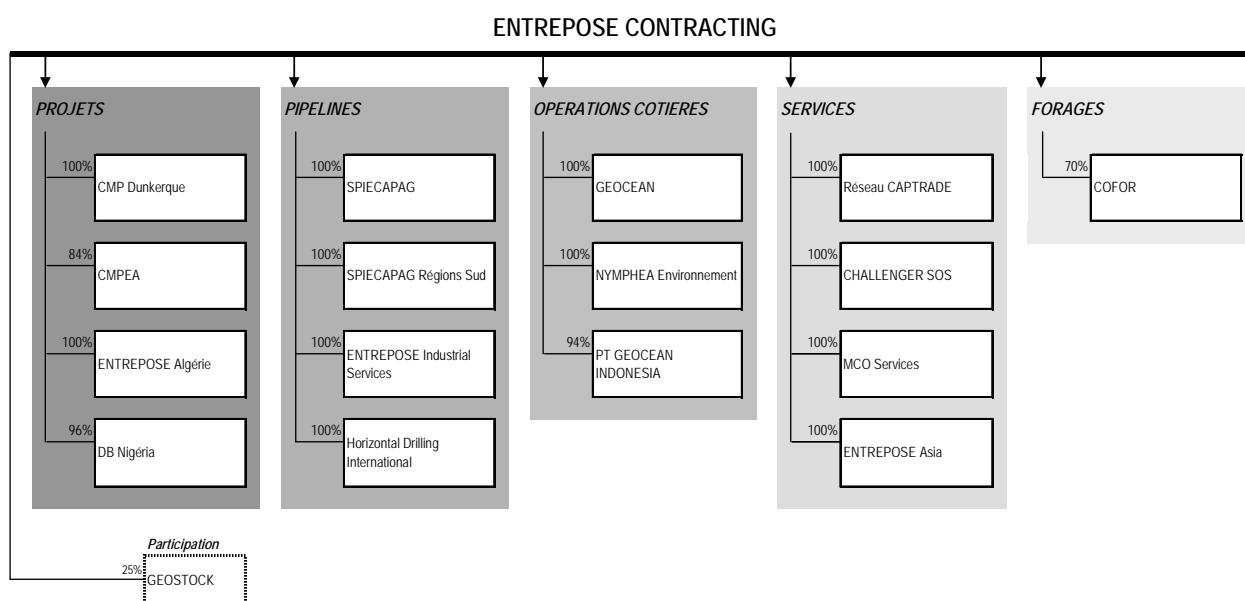 ENTREPOSE CONTRACTING
PROJETS
100%
CMP Dunkerque
84%
CMPEA
100%
ENTREPOSE Algérie
96%
DB Nigéria
PIPELINES
100%
SPIECAPAG
100%
SPIECAPAG Régions Sud
100%
ENTREPOSE Industrial
Services
100%
Horizontal Drilling
International
OPERATIONS COTIERES
100%
GEOCEAN
100%
NYMPHEA Environnement
94%
PT GEOCEAN
INDONESIA
SERVICES
100%
Réseau CAPTRADE
100%
CHALLENGER SOS
100%
MCO Services
100%
ENTREPOSE Asia
FORAGES
70%
COFOR
Participation
25%
GEOSTOCK